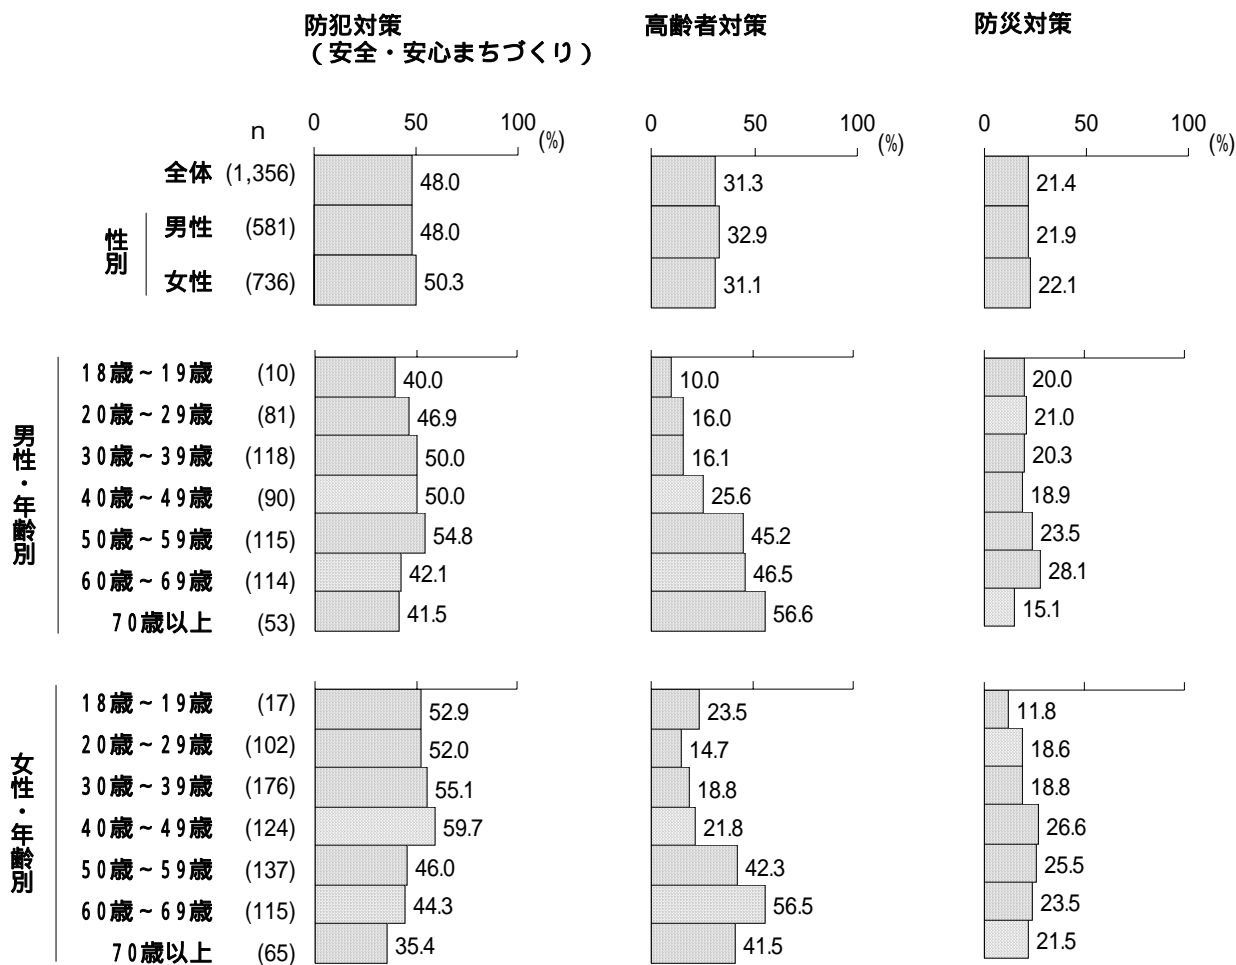 防犯対策
（安全・安心まちづくり）
高齢者対策
防災対策
n 0 50 100 (%) 0 50 100 (%) 0 50 100 (%)
全体 (1,356) 48.0 31.3 21.4
性別
男性 (581) 48.0 32.9 21.9
女性 (736) 50.3 31.1 22.1
男性・年齢別
18歳～19歳 (10) 40.0 10.0 20.0
20歳～29歳 (81) 46.9 16.0 21.0
30歳～39歳 (118) 50.0 16.1 20.3
40歳～49歳 (90) 50.0 25.6 18.9
50歳～59歳 (115) 54.8 45.2 23.5
60歳～69歳 (114) 42.1 46.5 28.1
70歳以上 (53) 41.5 56.6 15.1
女性・年齢別
18歳～19歳 (17) 52.9 23.5 11.8
20歳～29歳 (102) 52.0 14.7 18.6
30歳～39歳 (176) 55.1 18.8 18.8
40歳～49歳 (124) 59.7 21.8 26.6
50歳～59歳 (137) 46.0 42.3 25.5
60歳～69歳 (115) 44.3 56.5 23.5
70歳以上 (65) 35.4 41.5 21.5